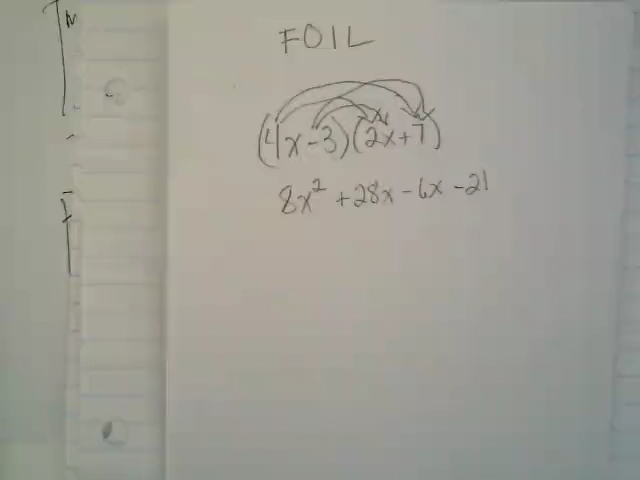 FOIL
(4x-3)(2x+7)
8x² +28x -6x -21